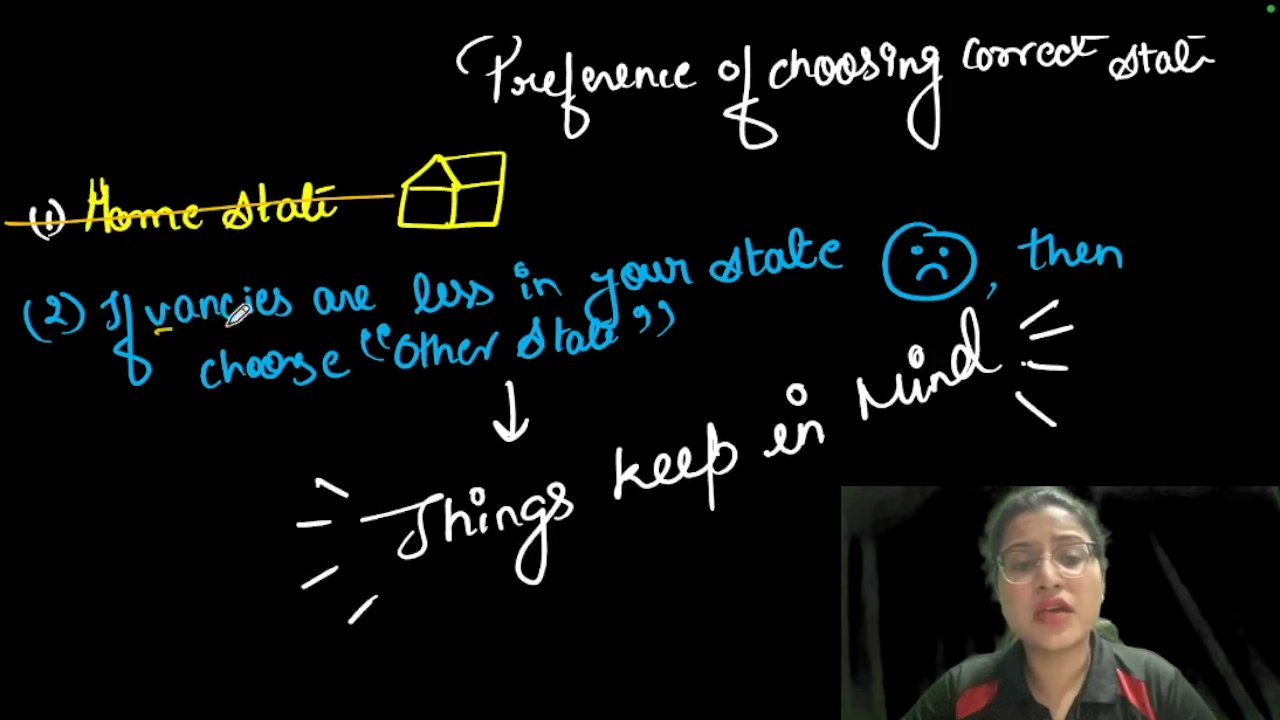 Preference of choosing correct state
(1) Home State
(2) If vancies are less in your state , then
choose "Other State"
Things keep in Mind